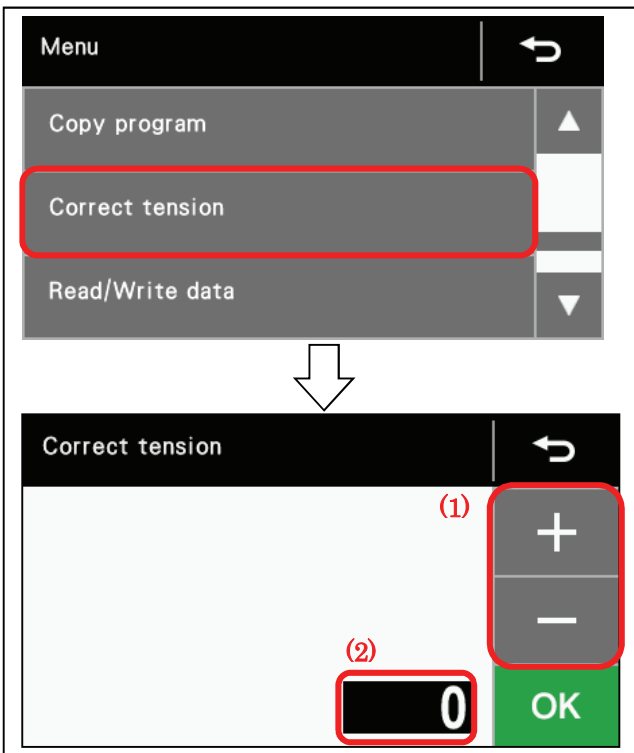 Menu
Copy program
Correct tension
Read/Write data
Correct tension
(1)
+
−
(2)
0
OK